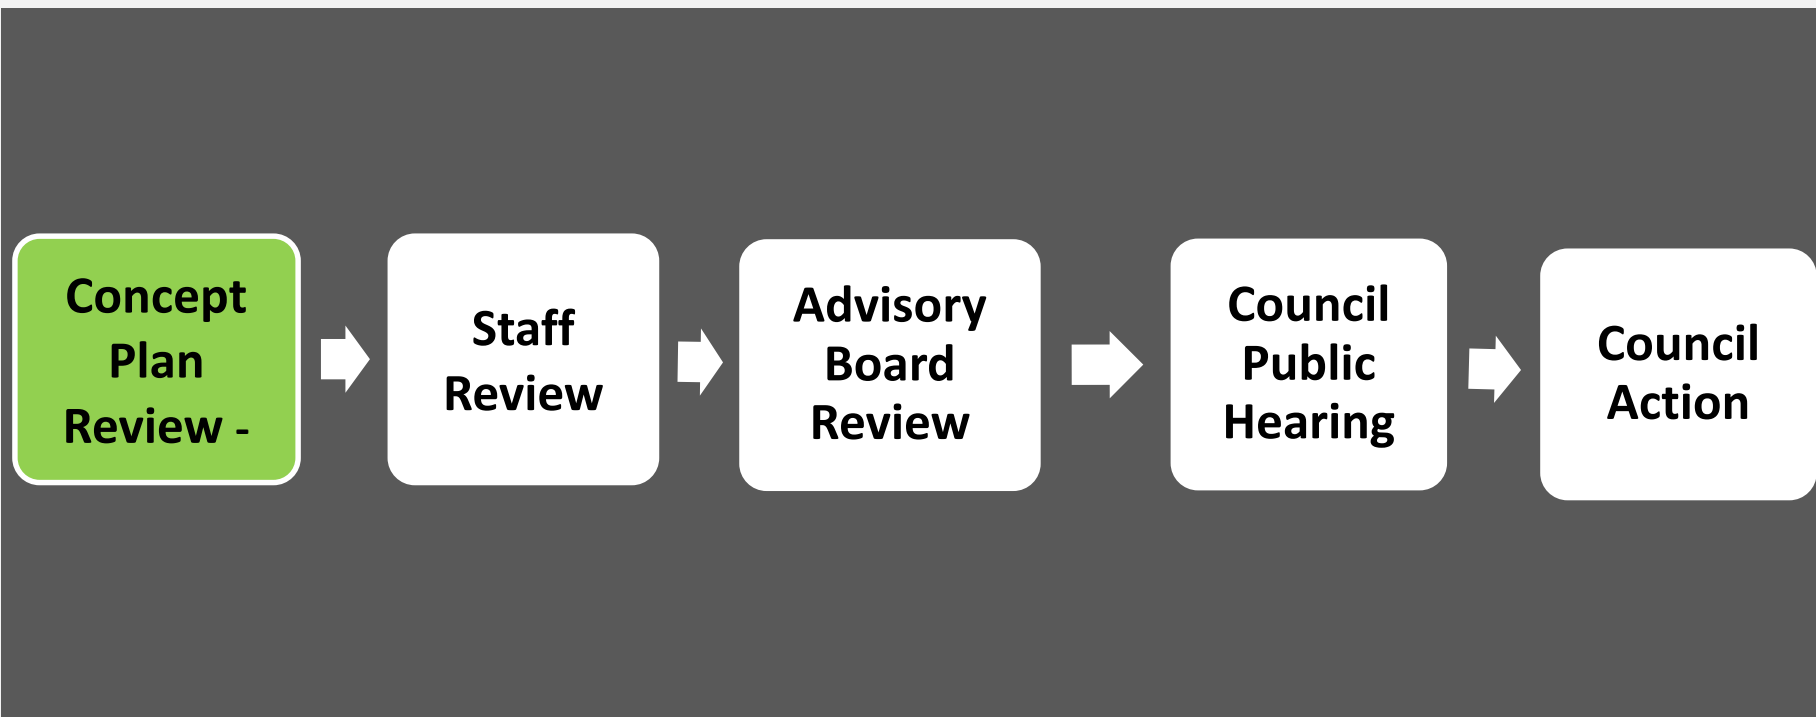 Concept
Plan
Review -
Staff
Review
Advisory
Board
Review
Council
Public
Hearing
Council
Action